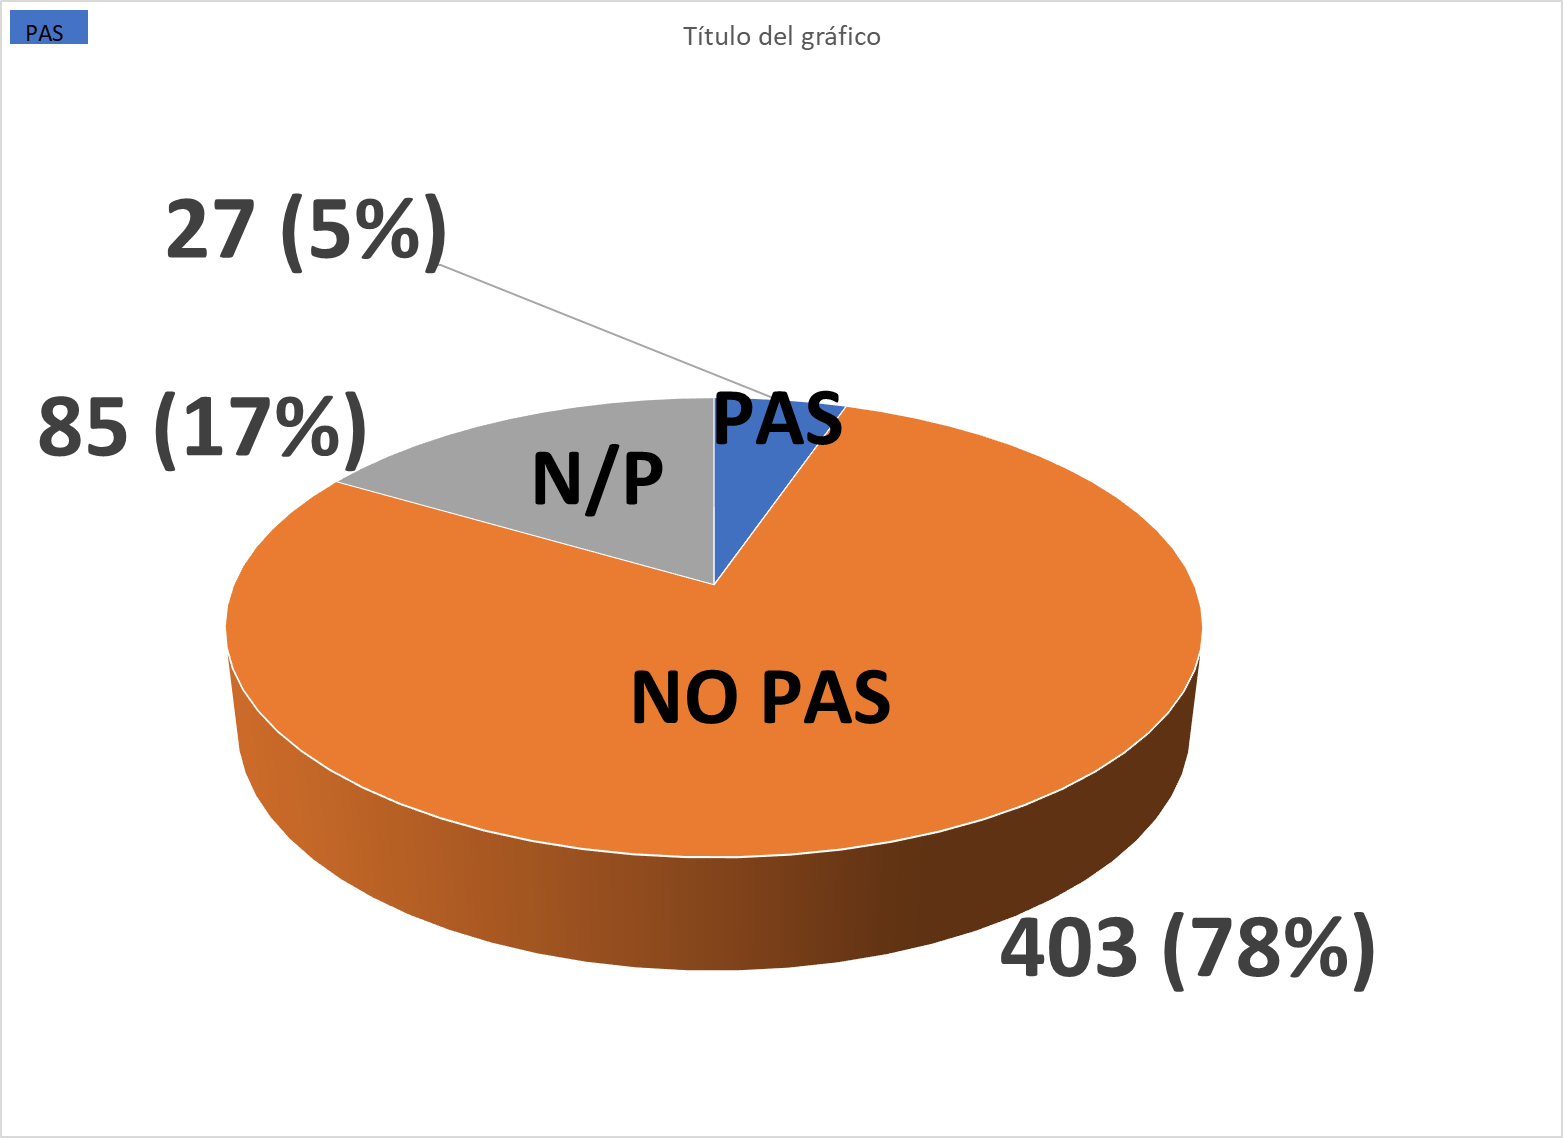 PAS
Título del gráfico
27 (5%)
85 (17%)
PAS
N/P
NO PAS
403 (78%)